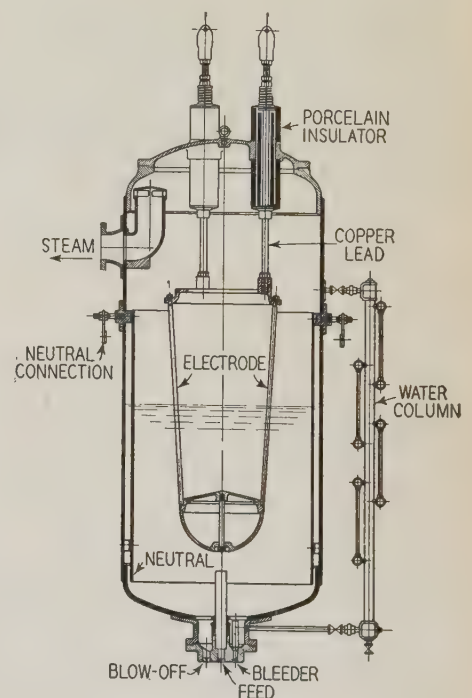 PORCELAIN
INSULATOR
STEAM
COPPER
LEAD
NEUTRAL
CONNECTION
ELECTRODE
WATER
COLUMN
NEUTRAL
BLOW-OFF
BLEEDER
FEED